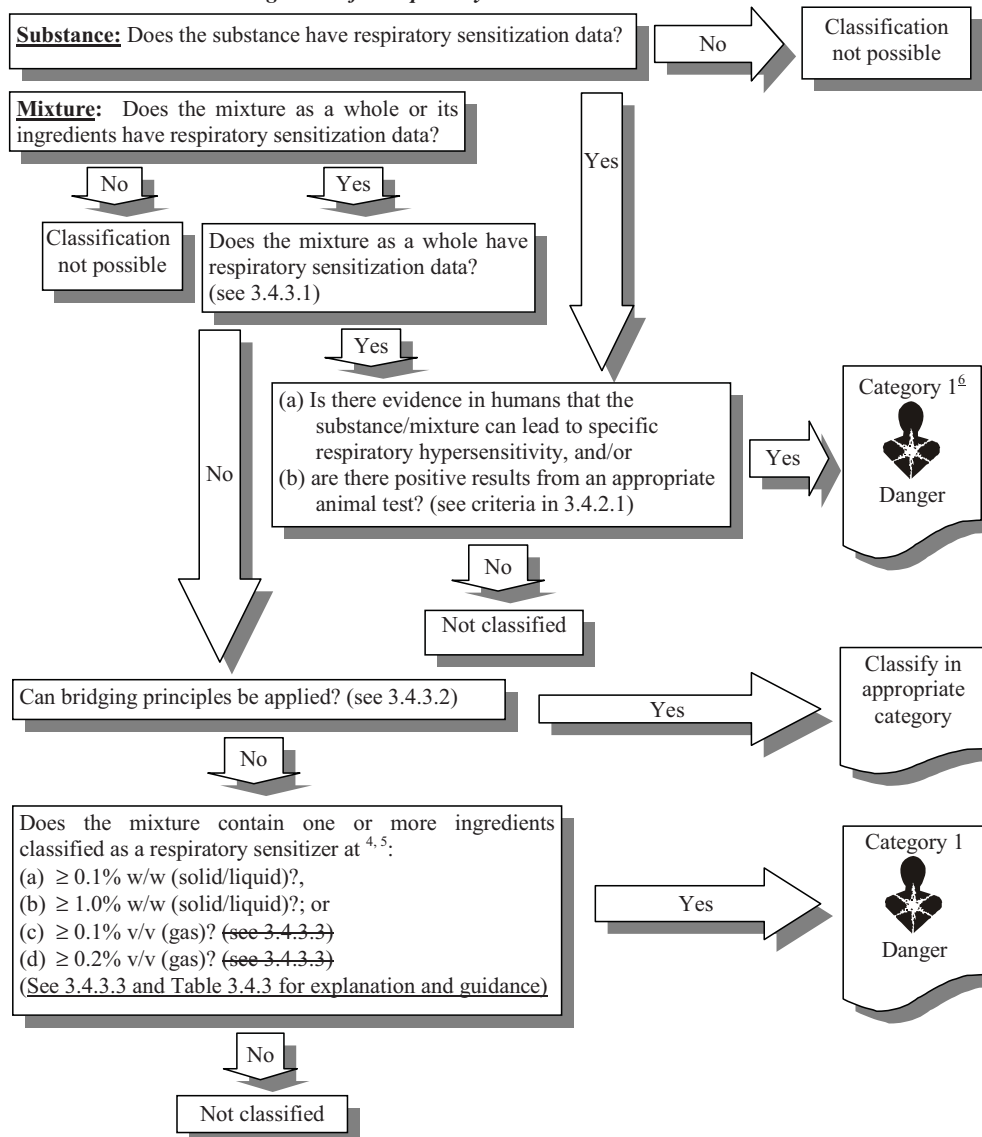 Substance: Does the substance have respiratory sensitization data?
No
Classification
not possible
Mixture: Does the mixture as a whole or its
ingredients have respiratory sensitization data?
Yes
No
Yes
Classification
not possible
Does the mixture as a whole have
respiratory sensitization data?
(see 3.4.3.1)
Yes
No
(a) Is there evidence in humans that the
substance/mixture can lead to specific
respiratory hypersensitivity, and/or
(b) are there positive results from an appropriate
animal test? (see criteria in 3.4.2.1)
Yes
Category 1⁶
Danger
No
Not classified
Can bridging principles be applied? (see 3.4.3.2)
Yes
Classify in
appropriate
category
No
Does the mixture contain one or more ingredients
classified as a respiratory sensitizer at ⁴, ⁵:
(a) ≥ 0.1% w/w (solid/liquid)?,
(b) ≥ 1.0% w/w (solid/liquid)?; or
(c) ≥ 0.1% v/v (gas)? (see 3.4.3.3)
(d) ≥ 0.2% v/v (gas)? (see 3.4.3.3)
(See 3.4.3.3 and Table 3.4.3 for explanation and guidance)
Yes
Category 1
Danger
No
Not classified